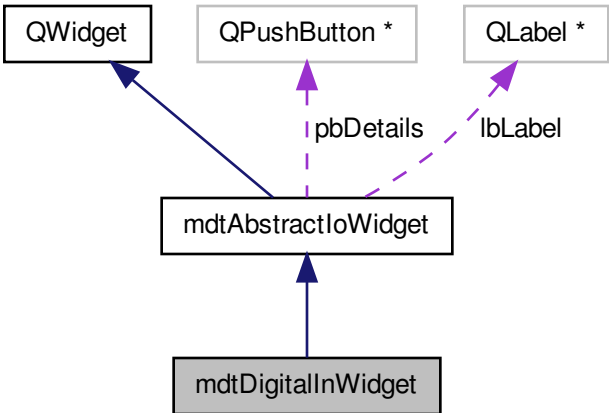 QWidget
QPushButton *
QLabel *
pbDetails
lbLabel
mdtAbstractIoWidget
mdtDigitalInWidget